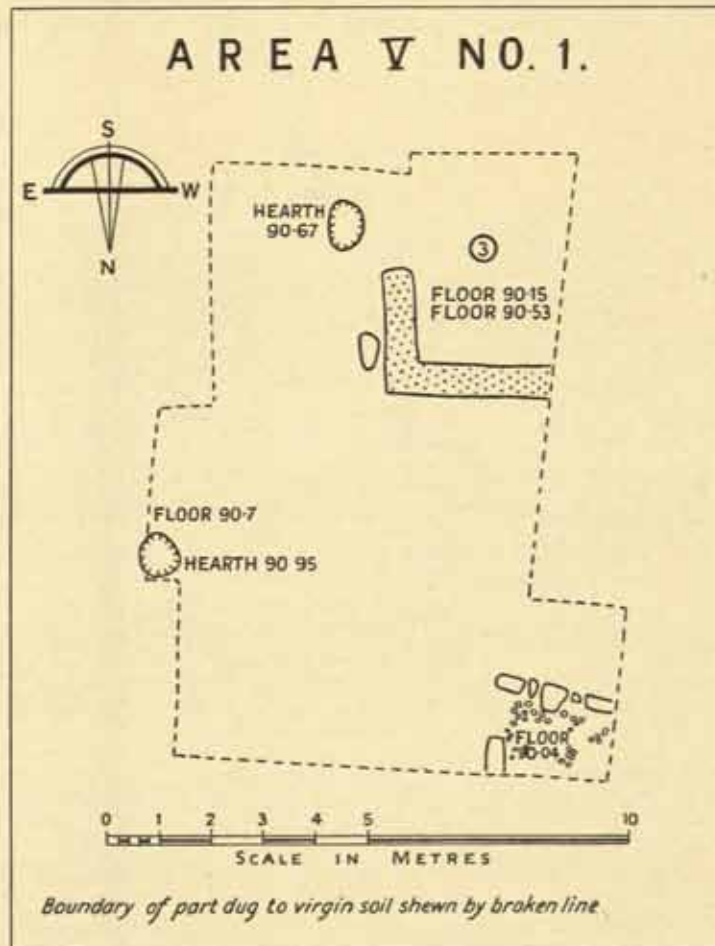 AREA V NO. 1.
S
E W
N
HEARTH
90·67
3
FLOOR 90·15
FLOOR 90·53
FLOOR 90·7
HEARTH 90 95
FLOOR
90·04
0 1 2 3 4 5 10
SCALE IN METRES
Boundary of part dug to virgin soil shewn by broken line